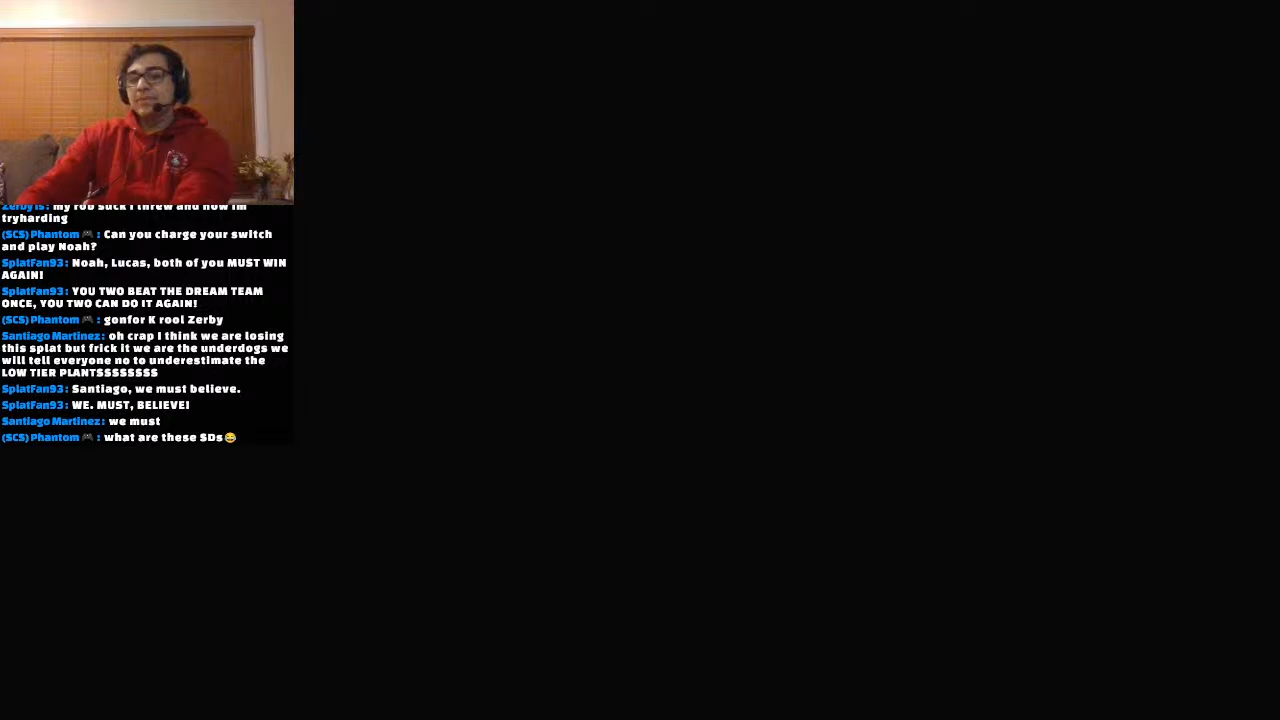 Zerby15: my rob suck I threw and now im
tryharding
(SCS) Phantom 🎮 : Can you charge your switch
and play Noah?
SplatFan93: Noah, Lucas, both of you MUST WIN
AGAIN!
SplatFan93: YOU TWO BEAT THE DREAM TEAM
ONCE, YOU TWO CAN DO IT AGAIN!
(SCS) Phantom 🎮 : gonfor K rool Zerby
Santiago Martinez: oh crap I think we are losing
this splat but frick it we are the underdogs we
will tell everyone no to underestimate the
LOW TIER PLANTSSSSSSSS
SplatFan93: Santiago, we must believe.
SplatFan93: WE. MUST, BELIEVE!
Santiago Martinez: we must
(SCS) Phantom 🎮 : what are these SDs😂